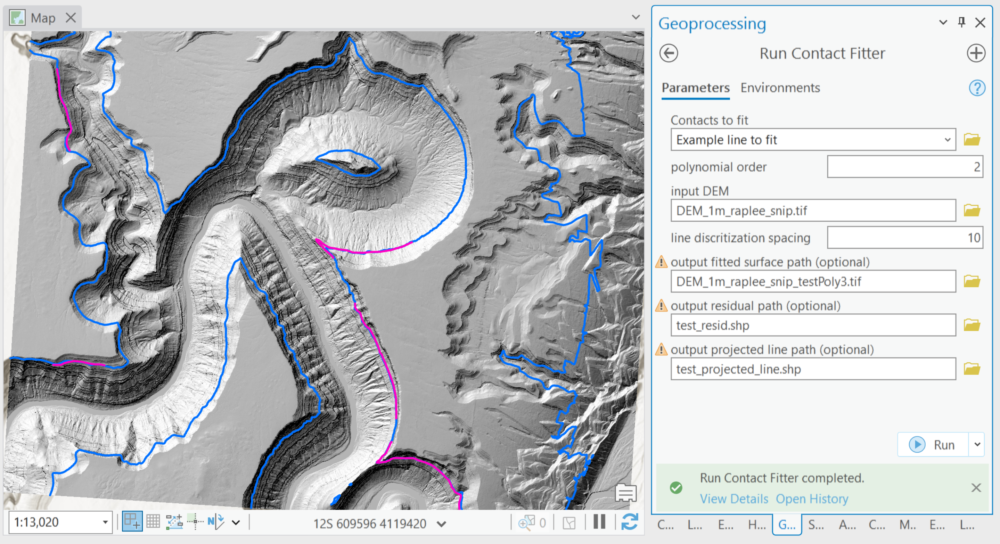 Map
Geoprocessing
Run Contact Fitter
Parameters Environments
?
Contacts to fit
Example line to fit
polynomial order 2
input DEM
DEM_1m_raplee_snip.tif
line discritization spacing 10
output fitted surface path (optional)
DEM_1m_raplee_snip_testPoly3.tif
output residual path (optional)
test_resid.shp
output projected line path (optional)
test_projected_line.shp
Run
Run Contact Fitter completed.
View Details Open History
1:13,020 N 12S 609596 4119420 0
C... L... E... H... G... S... A... C... M.. E... L...